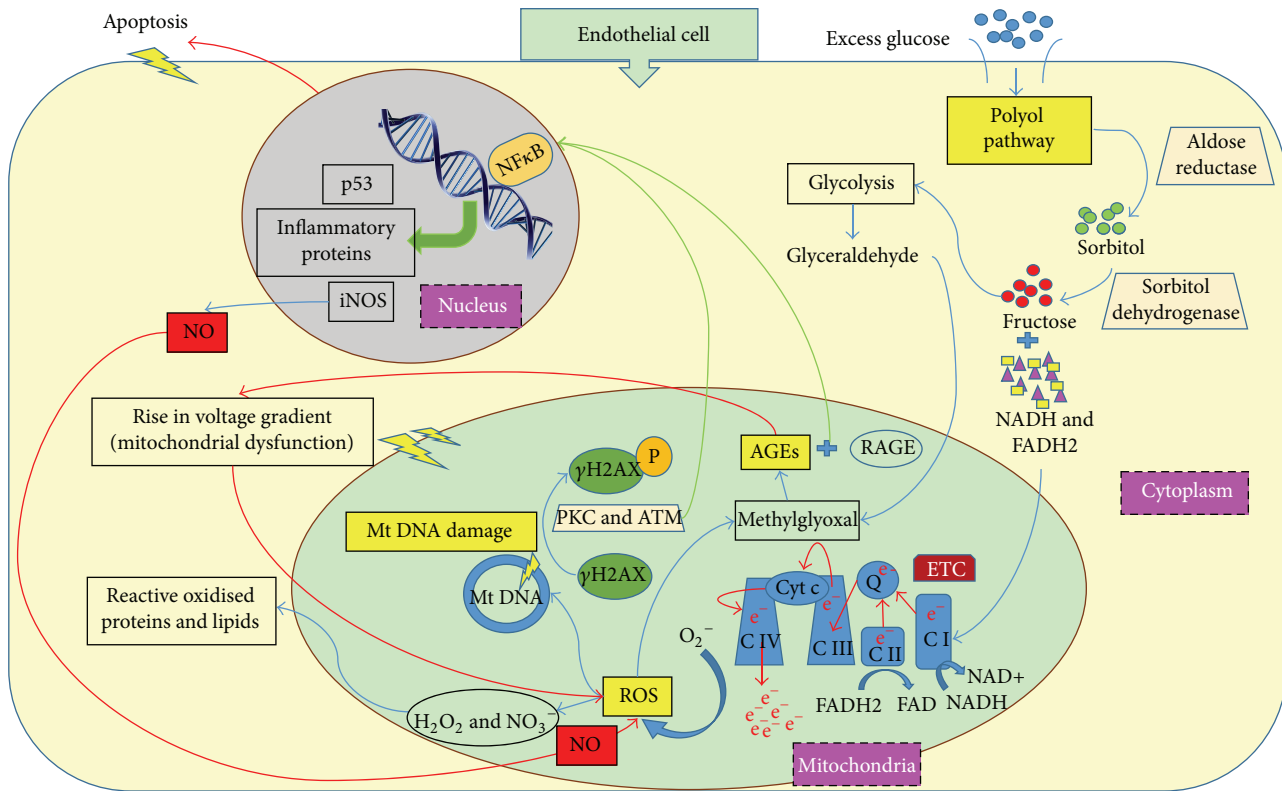 Apoptosis
Endothelial cell
Excess glucose
Polyol
pathway
Aldose
reductase
NFκB
p53
Glycolysis
Inflammatory
proteins
Sorbitol
Glyceraldehyde
iNOS
Nucleus
Sorbitol
dehydrogenase
NO
Fructose
Rise in voltage gradient
(mitochondrial dysfunction)
NADH and
FADH2
AGEs
RAGE
P
γH2AX
Cytoplasm
PKC and ATM
Methylglyoxal
Mt DNA damage
γH2AX
Mt DNA
Cyt c
Q
e⁻
ETC
Reactive oxidised
proteins and lipids
e⁻
e⁻
e⁻
e⁻
O₂⁻
C IV
C III
C II
C I
NAD+
NADH
FADH2
FAD
ROS
e⁻
e⁻ e⁻
e⁻ e⁻ e⁻
H₂O₂ and NO₃⁻
NO
Mitochondria